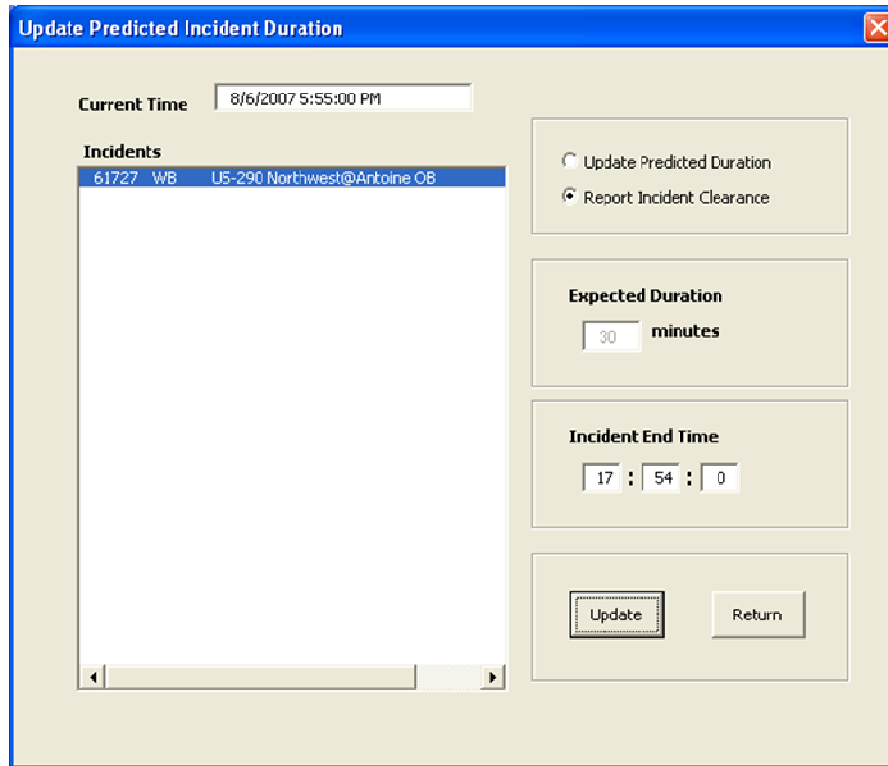 Update Predicted Incident Duration
Current Time 8/6/2007 5:55:00 PM
Incidents
61727 WB US-290 Northwest@Antoine OB
Update Predicted Duration
Report Incident Clearance
Expected Duration
30 minutes
Incident End Time
17 : 54 : 0
Update Return